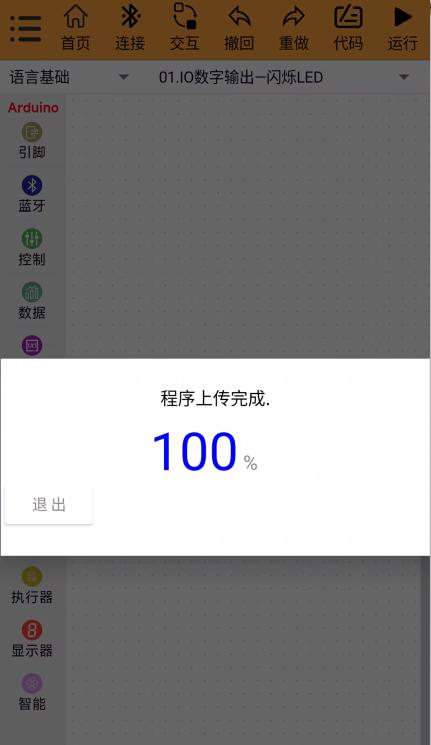 首页 连接 交互 撤回 重做 代码 运行
语言基础 01.IO数字输出—闪烁LED
Arduino
引脚
蓝牙
控制
数据
程序上传完成.
100 %
退 出
执行器
8
显示器
智能